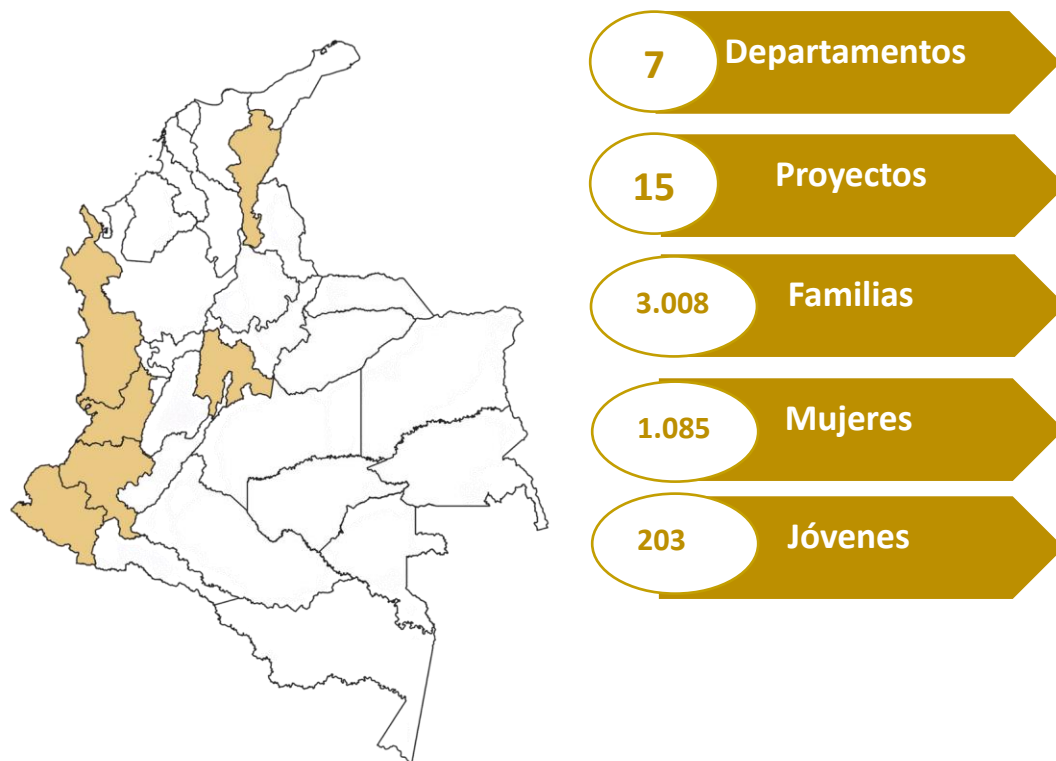 7 Departamentos
15 Proyectos
3.008 Familias
1.085 Mujeres
203 Jóvenes